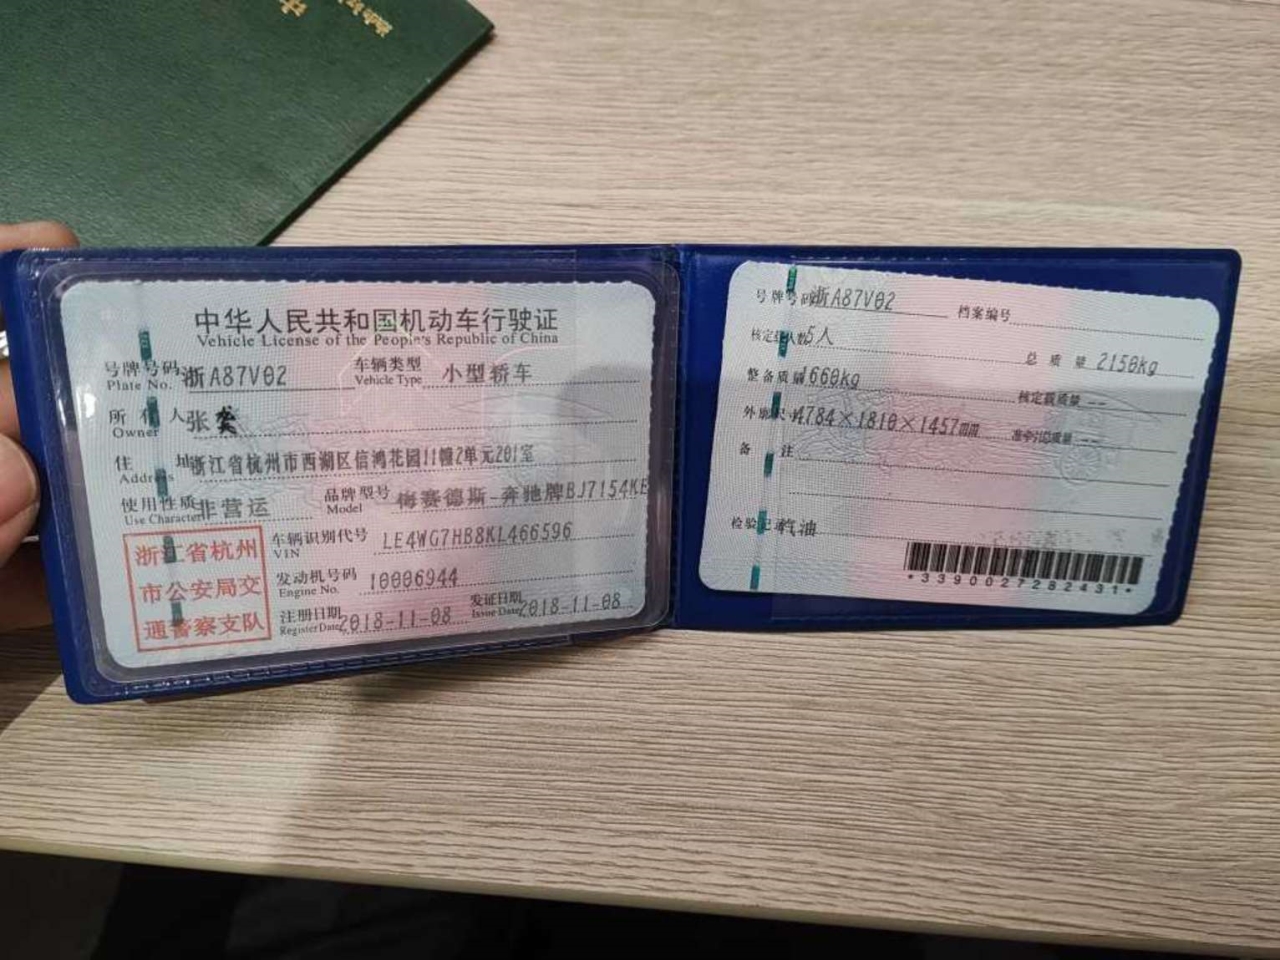 中华人民共和国机动车行驶证
Vehicle License of the People's Republic of China
号牌号码 浙A87V02 车辆类型 小型轿车
Plate No. Vehicle Type
所有人 张
Owner
住址 浙江省杭州市西湖区信鸿花园11幢2单元201室
Address
使用性质 非营运 品牌型号 梅赛德斯-奔驰牌BJ7154KE
Use Character Model
浙江省杭州
市公安局交
通警察支队
车辆识别代号 LE4WG7HB8KL466596
VIN
发动机号码 10006944
Engine No.
注册日期 2018-11-08 发证日期 2018-11-08
Register Date Issue Date
号牌号码 浙A87V02 档案编号
核定载人数 5人 总质量 2150kg
整备质量 1660kg 核定载质量 --
外廓尺寸 4784×1810×1457mm 准牵引总质量 --
备注
检验记录 汽油
*3390027282431*